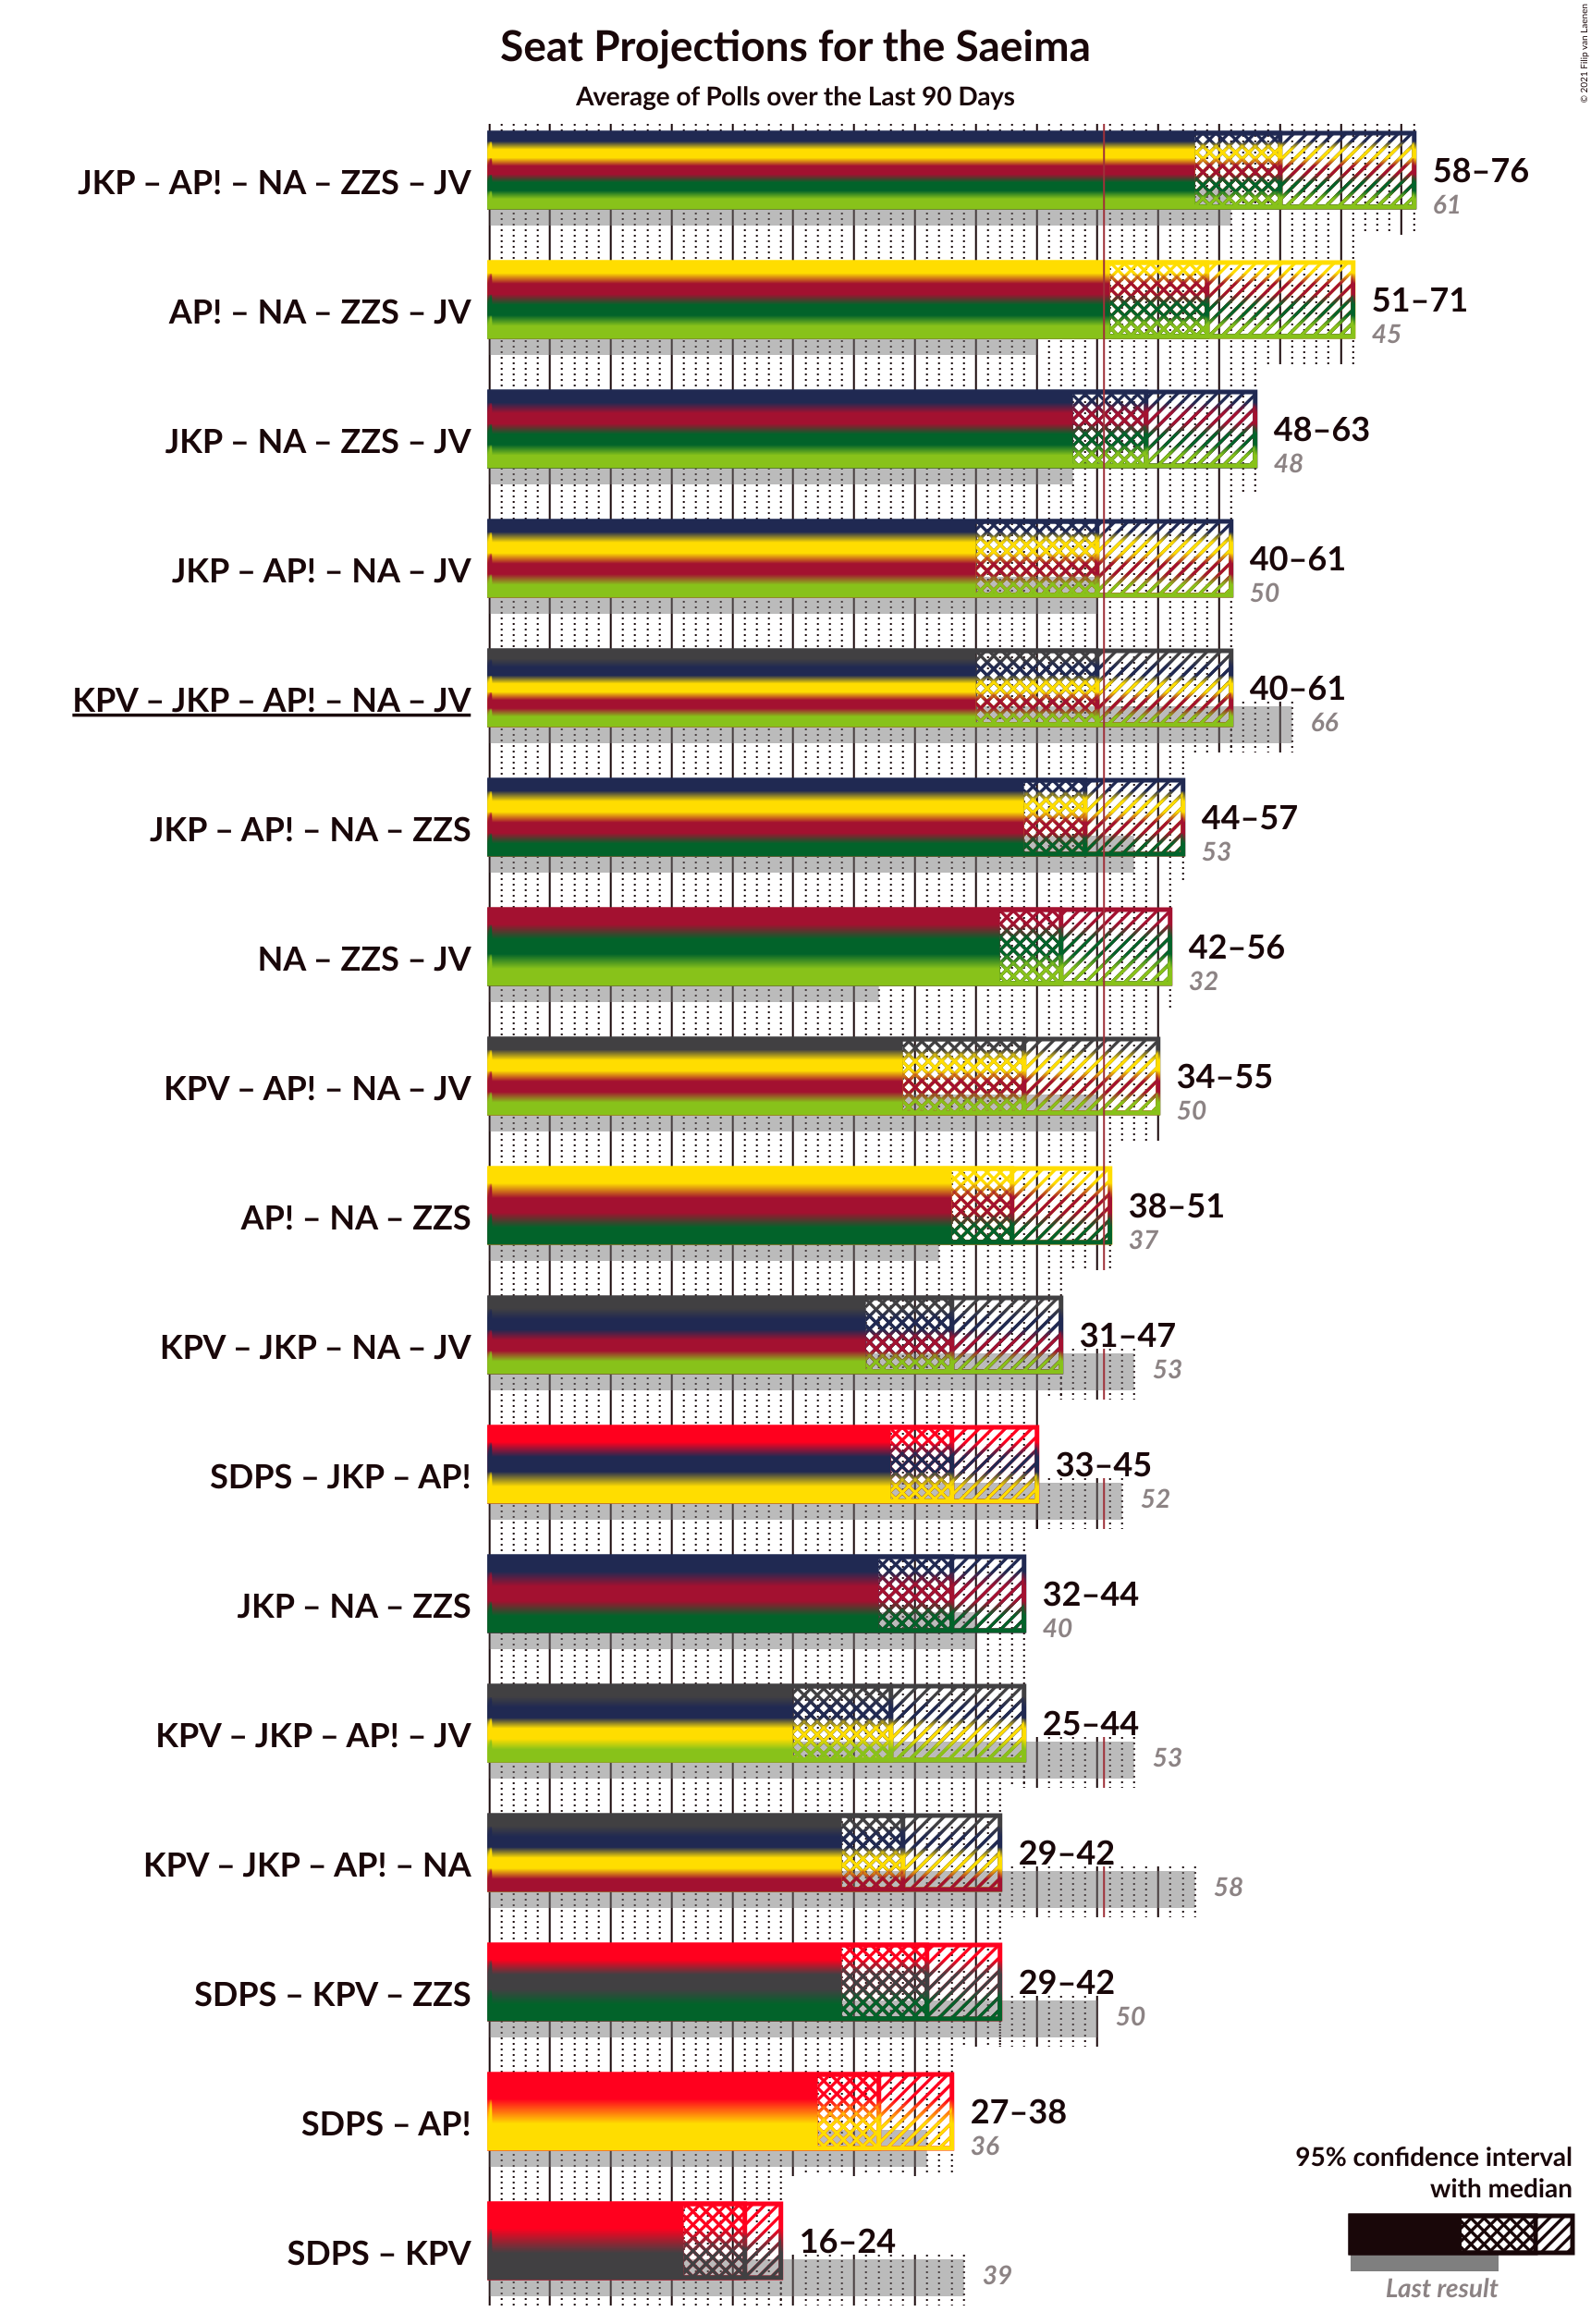 © 2021 Filip van Laenen
Seat Projections for the Saeima
Average of Polls over the Last 90 Days
JKP – AP! – NA – ZZS – JV
58–76
61
AP! – NA – ZZS – JV
51–71
45
JKP – NA – ZZS – JV
48–63
48
JKP – AP! – NA – JV
40–61
50
KPV – JKP – AP! – NA – JV
40–61
66
JKP – AP! – NA – ZZS
44–57
53
NA – ZZS – JV
42–56
32
KPV – AP! – NA – JV
34–55
50
AP! – NA – ZZS
38–51
37
KPV – JKP – NA – JV
31–47
53
SDPS – JKP – AP!
33–45
52
JKP – NA – ZZS
32–44
40
KPV – JKP – AP! – JV
25–44
53
KPV – JKP – AP! – NA
29–42
58
SDPS – KPV – ZZS
29–42
50
SDPS – AP!
27–38
36
SDPS – KPV
16–24
39
95% confidence interval
with median
Last result